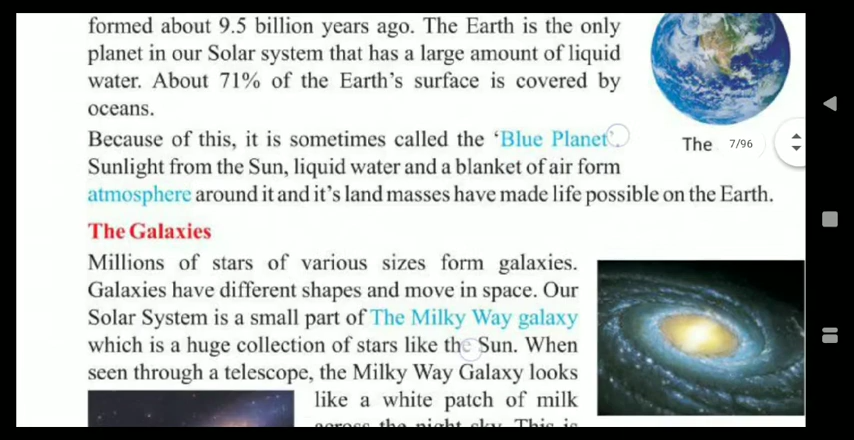 formed about 9.5 billion years ago. The Earth is the only
planet in our Solar system that has a large amount of liquid
water. About 71% of the Earth's surface is covered by
oceans.
Because of this, it is sometimes called the ‘Blue Planet’.
The
7/96
Sunlight from the Sun, liquid water and a blanket of air form
atmosphere around it and it's land masses have made life possible on the Earth.
The Galaxies
Millions of stars of various sizes form galaxies.
Galaxies have different shapes and move in space. Our
Solar System is a small part of The Milky Way galaxy
which is a huge collection of stars like the Sun. When
seen through a telescope, the Milky Way Galaxy looks
like a white patch of milk
across the night sky. This is